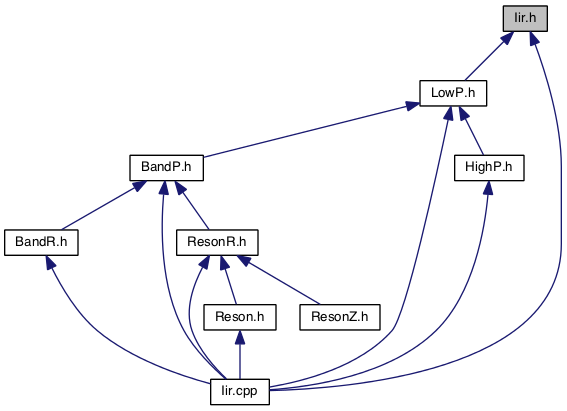 Iir.h
LowP.h
BandP.h
HighP.h
BandR.h
ResonR.h
Reson.h
ResonZ.h
Iir.cpp